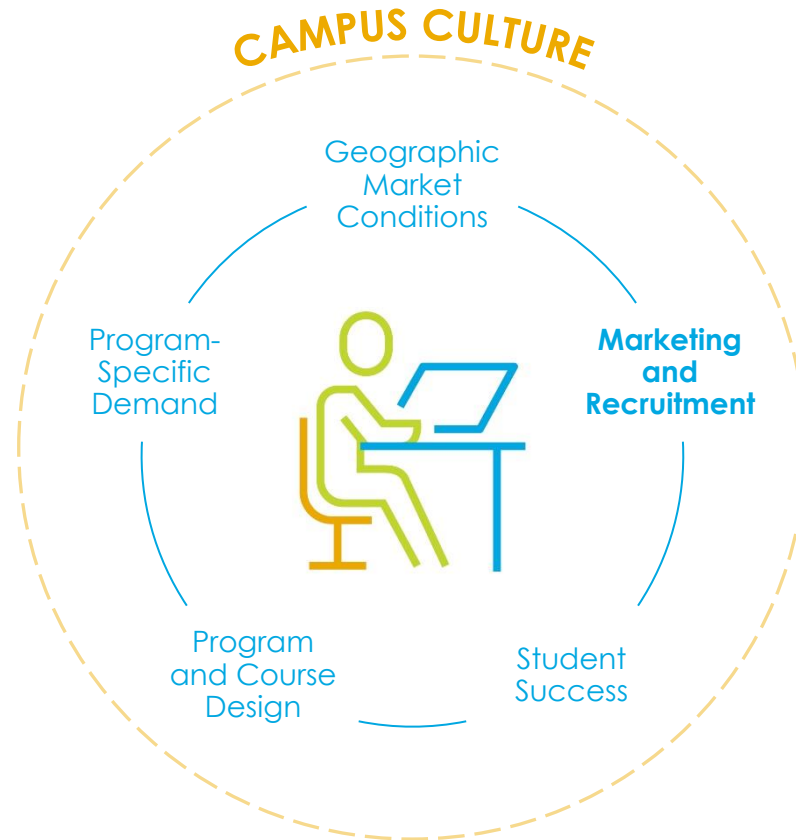 CAMPUS CULTURE
Geographic
Market
Conditions
Program-
Specific
Demand
Marketing
and
Recruitment
Program
and Course
Design
Student
Success